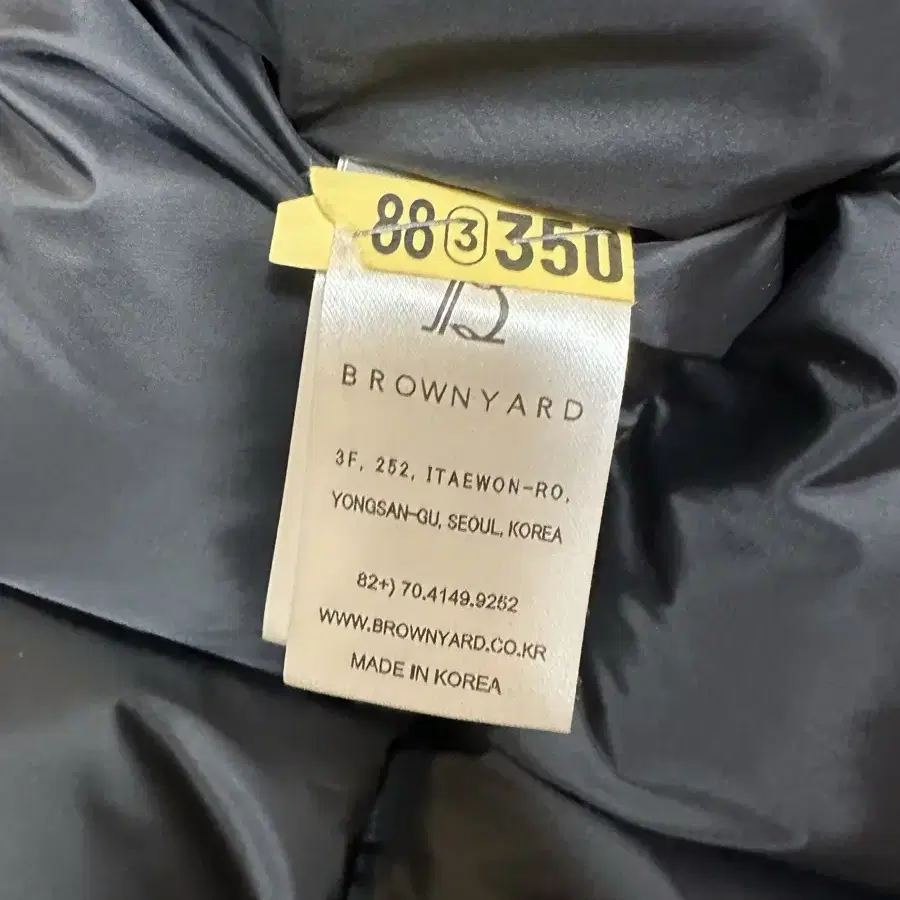 88 3 350
B
BROWNYARD
3F, 252, ITAEWON-RO,
YONGSAN-GU, SEOUL, KOREA
82+) 70.4149.9252
WWW.BROWNYARD.CO.KR
MADE IN KOREA